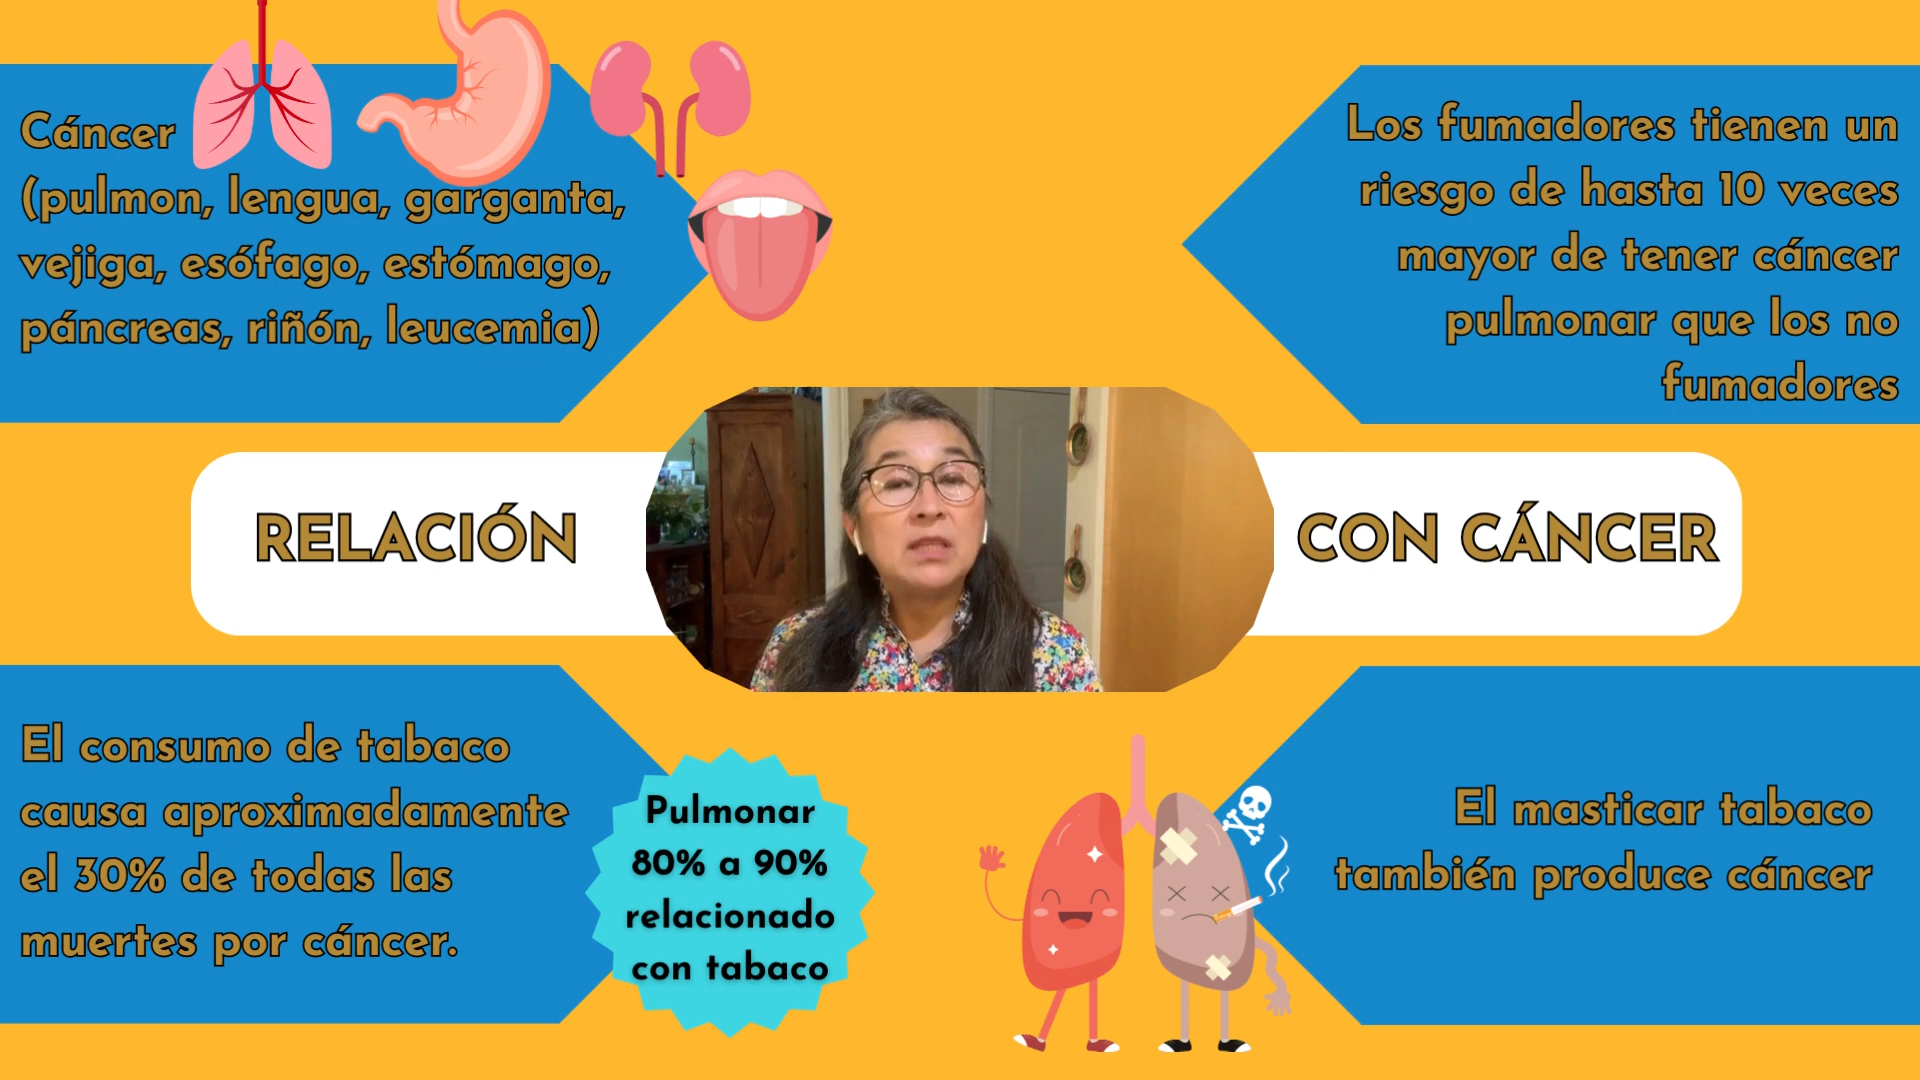 Cáncer
(pulmon, lengua, garganta,
vejiga, esófago, estómago,
páncreas, riñón, leucemia)
Los fumadores tienen un
riesgo de hasta 10 veces
mayor de tener cáncer
pulmonar que los no
fumadores
RELACIÓN
CON CÁNCER
El consumo de tabaco
causa aproximadamente
el 30% de todas las
muertes por cáncer.
Pulmonar
80% a 90%
relacionado
con tabaco
El masticar tabaco
también produce cáncer